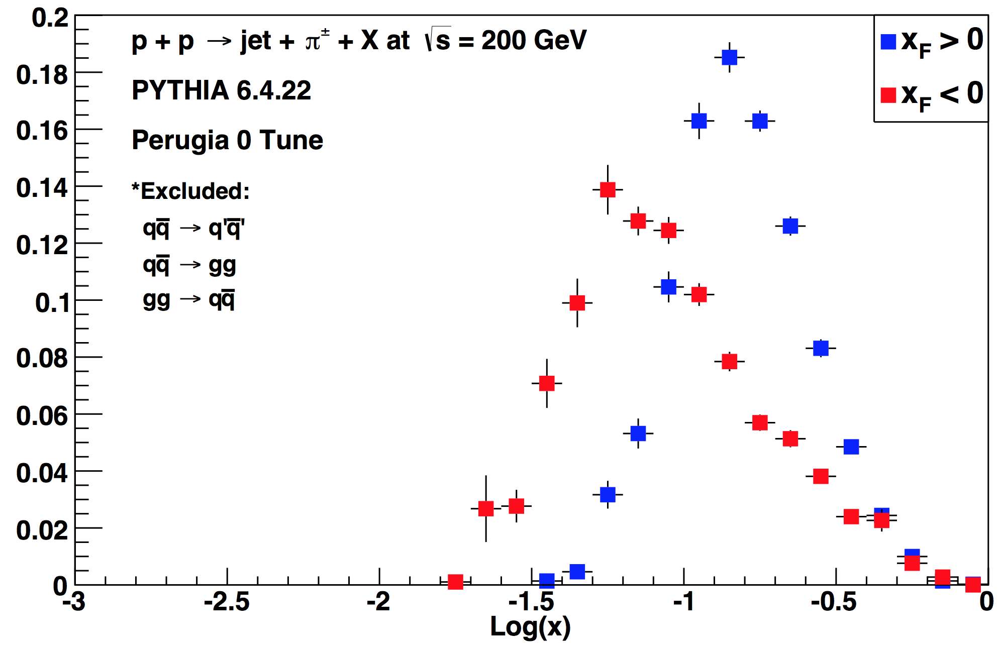 p + p → jet + π± + X at √s = 200 GeV
PYTHIA 6.4.22
Perugia 0 Tune
*Excluded:
qq̅ → q'q̅'
qq̅ → gg
gg → qq̅
x_F > 0
x_F < 0
0.2
0.18
0.16
0.14
0.12
0.1
0.08
0.06
0.04
0.02
0
-3 -2.5 -2 -1.5 -1 -0.5 0
Log(x)